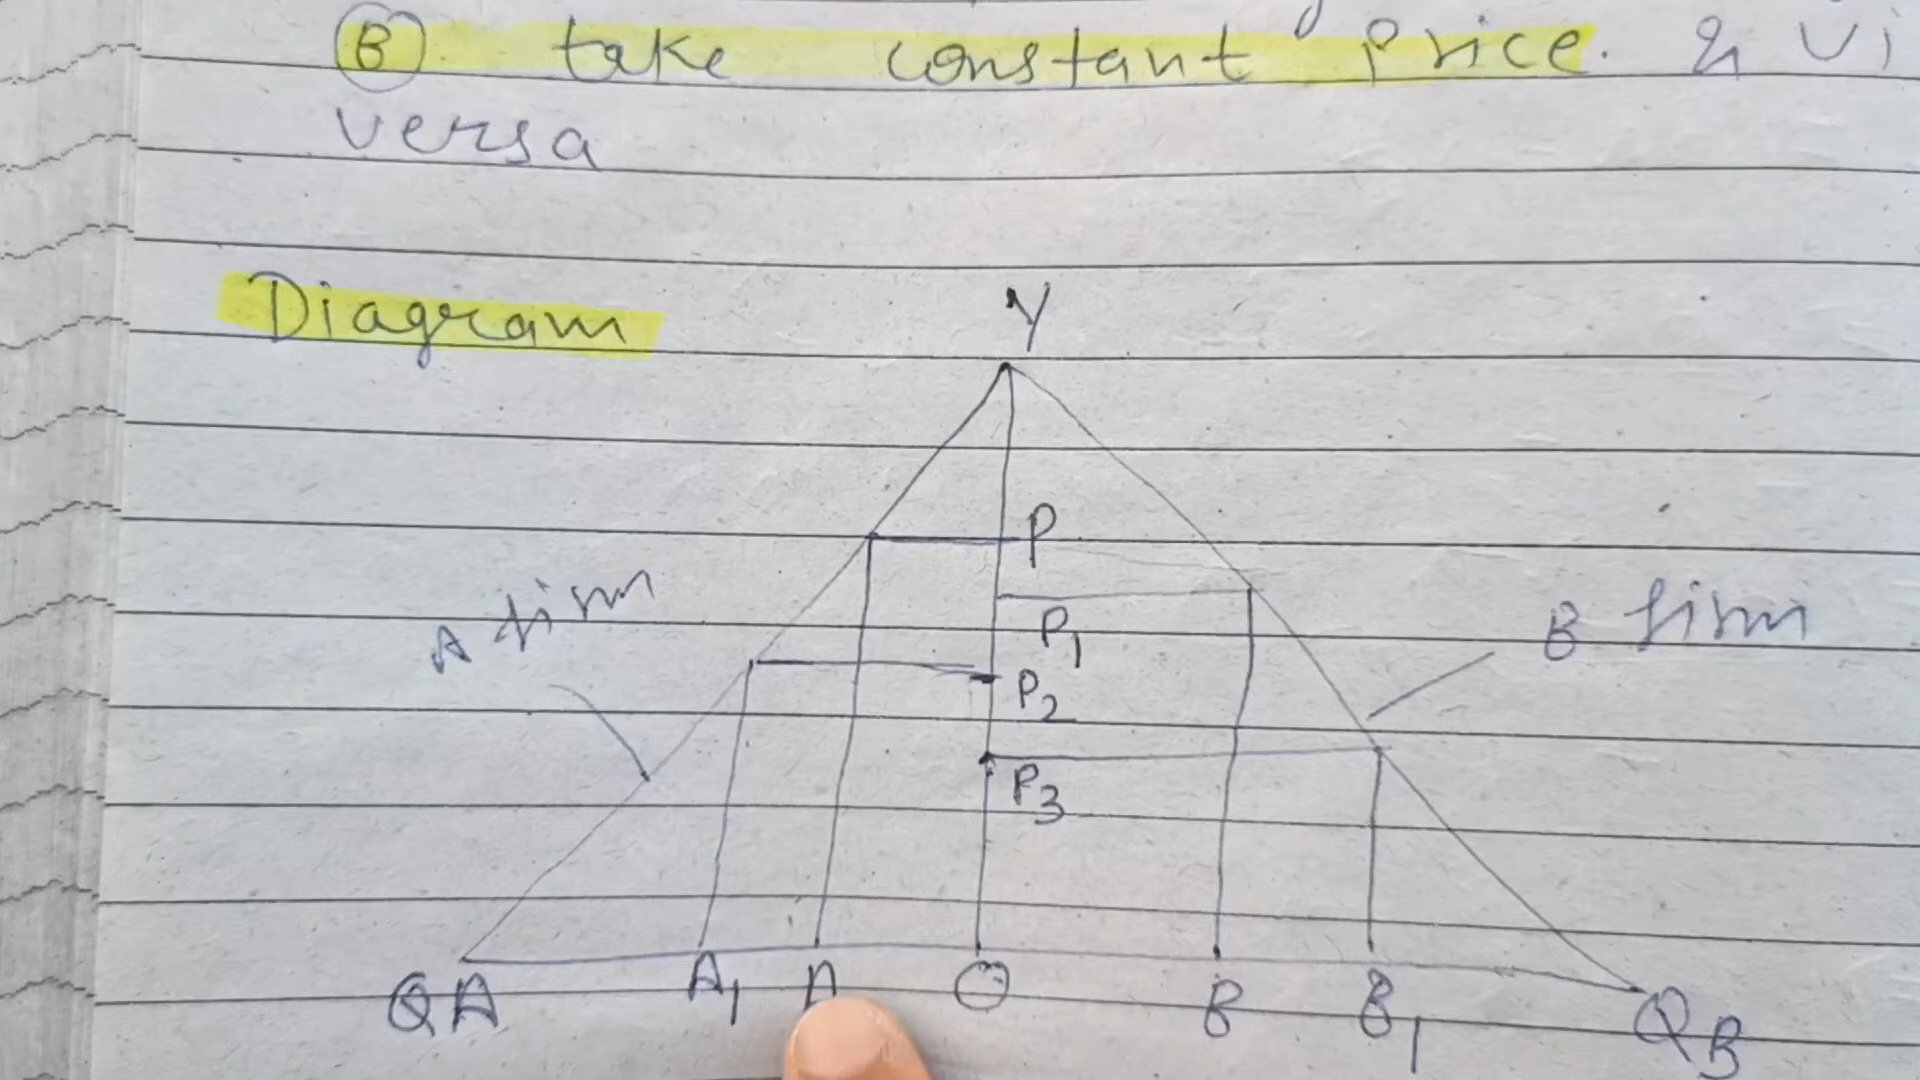 B take constant Price. & Vi
versa
Diagram
Y
P
P1
P2
P3
A firm
B firm
QA A1 A O B B1 QB